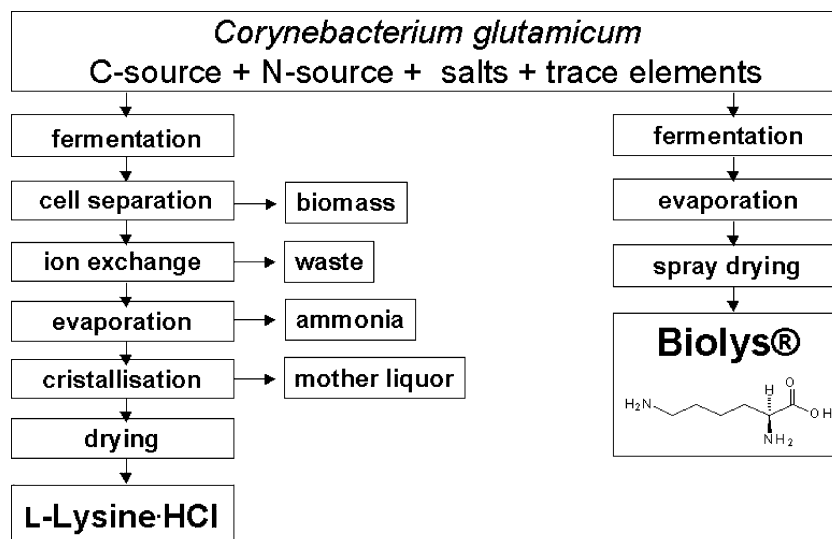 Corynebacterium glutamicum
C-source + N-source + salts + trace elements
fermentation
cell separation
biomass
ion exchange
waste
evaporation
ammonia
cristallisation
mother liquor
drying
L-Lysine·HCl
fermentation
evaporation
spray drying
Biolys®
H₂N
H
O
OH
NH₂